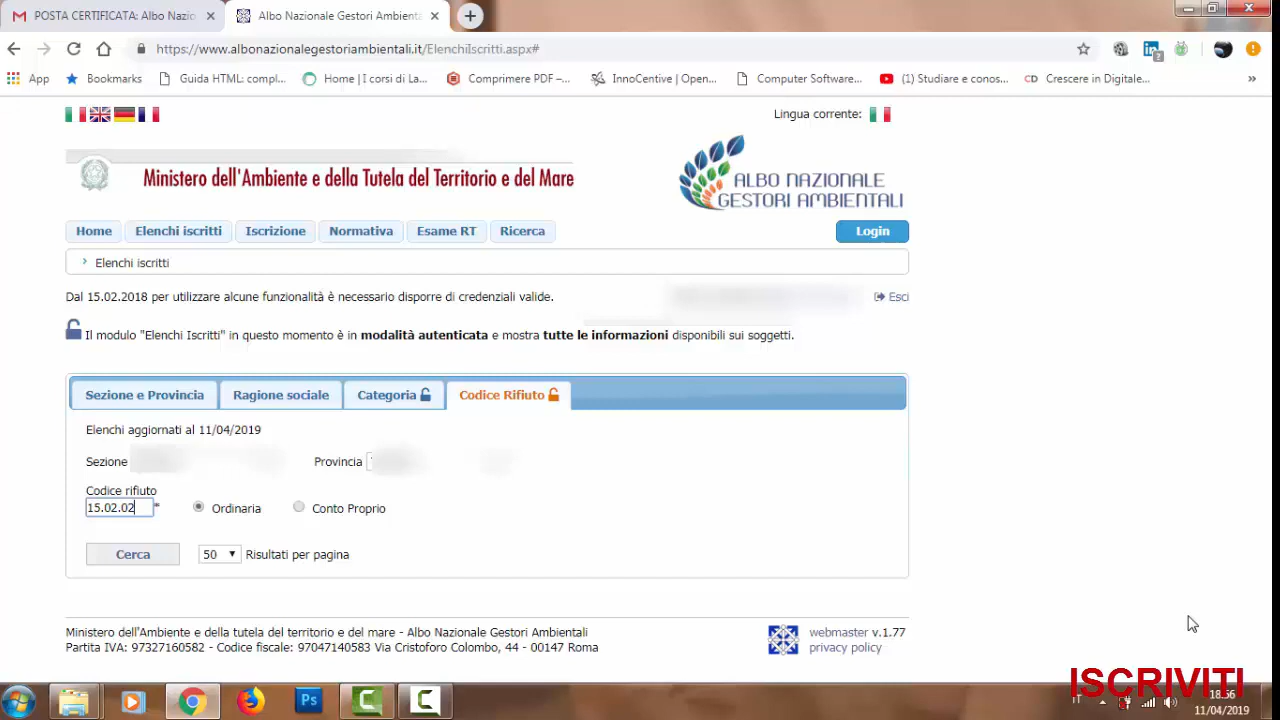 POSTA CERTIFICATA: Albo Nazio
Albo Nazionale Gestori Ambienta
https://www.albonazionalegestoriambientali.it/ElenchiIscritti.aspx#
App
Bookmarks
Guida HTML: compl...
Home | I corsi di La...
Comprimere PDF –...
InnoCentive | Open...
Computer Software...
(1) Studiare e conos...
CD Crescere in Digitale...
»
Lingua corrente:
Ministero dell'Ambiente e della Tutela del Territorio e del Mare
ALBO NAZIONALE
GESTORI AMBIENTALI
Home
Elenchi iscritti
Iscrizione
Normativa
Esame RT
Ricerca
Login
Elenchi iscritti
Dal 15.02.2018 per utilizzare alcune funzionalità è necessario disporre di credenziali valide.
Esci
Il modulo "Elenchi Iscritti" in questo momento è in modalità autenticata e mostra tutte le informazioni disponibili sui soggetti.
Sezione e Provincia
Ragione sociale
Categoria
Codice Rifiuto
Elenchi aggiornati al 11/04/2019
Sezione
Provincia
Codice rifiuto
15.02.02 *
Ordinaria
Conto Proprio
Cerca
50
Risultati per pagina
Ministero dell'Ambiente e della tutela del territorio e del mare - Albo Nazionale Gestori Ambientali
Partita IVA: 97327160582 - Codice fiscale: 97047140583 Via Cristoforo Colombo, 44 - 00147 Roma
webmaster v.1.77
privacy policy
ISCRIVITI
Ps
IT
18.56
11/04/2019